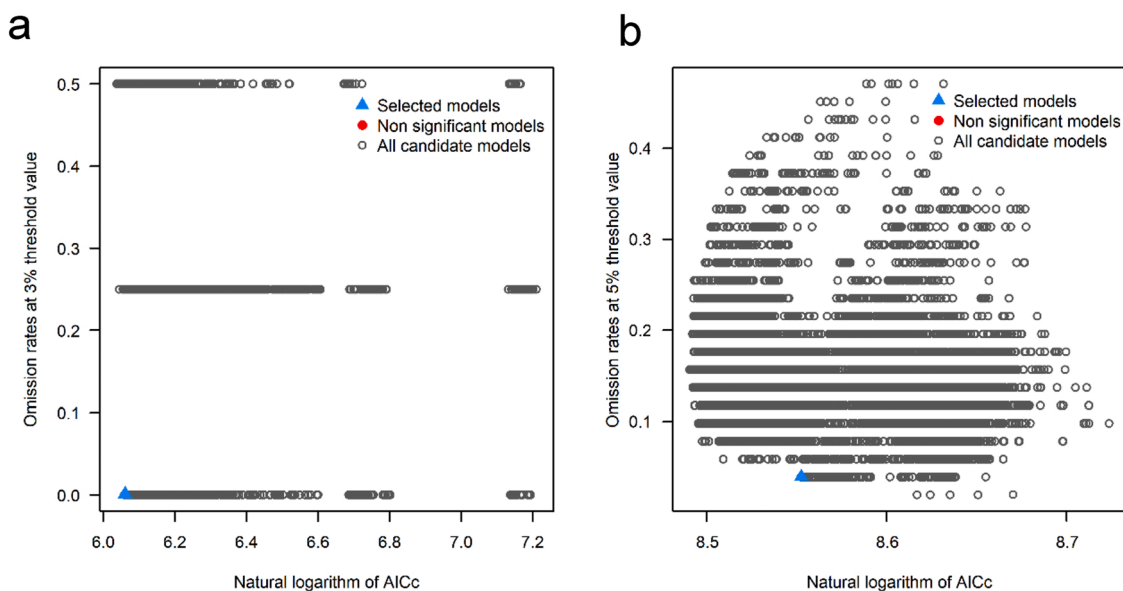 a
Omission rates at 3% threshold value
0.5
0.4
0.3
0.2
0.1
0.0
Selected models
Non significant models
All candidate models
6.0 6.2 6.4 6.6 6.8 7.0 7.2
Natural logarithm of AICc
b
Omission rates at 5% threshold value
0.4
0.3
0.2
0.1
Selected models
Non significant models
All candidate models
8.5 8.6 8.7
Natural logarithm of AICc